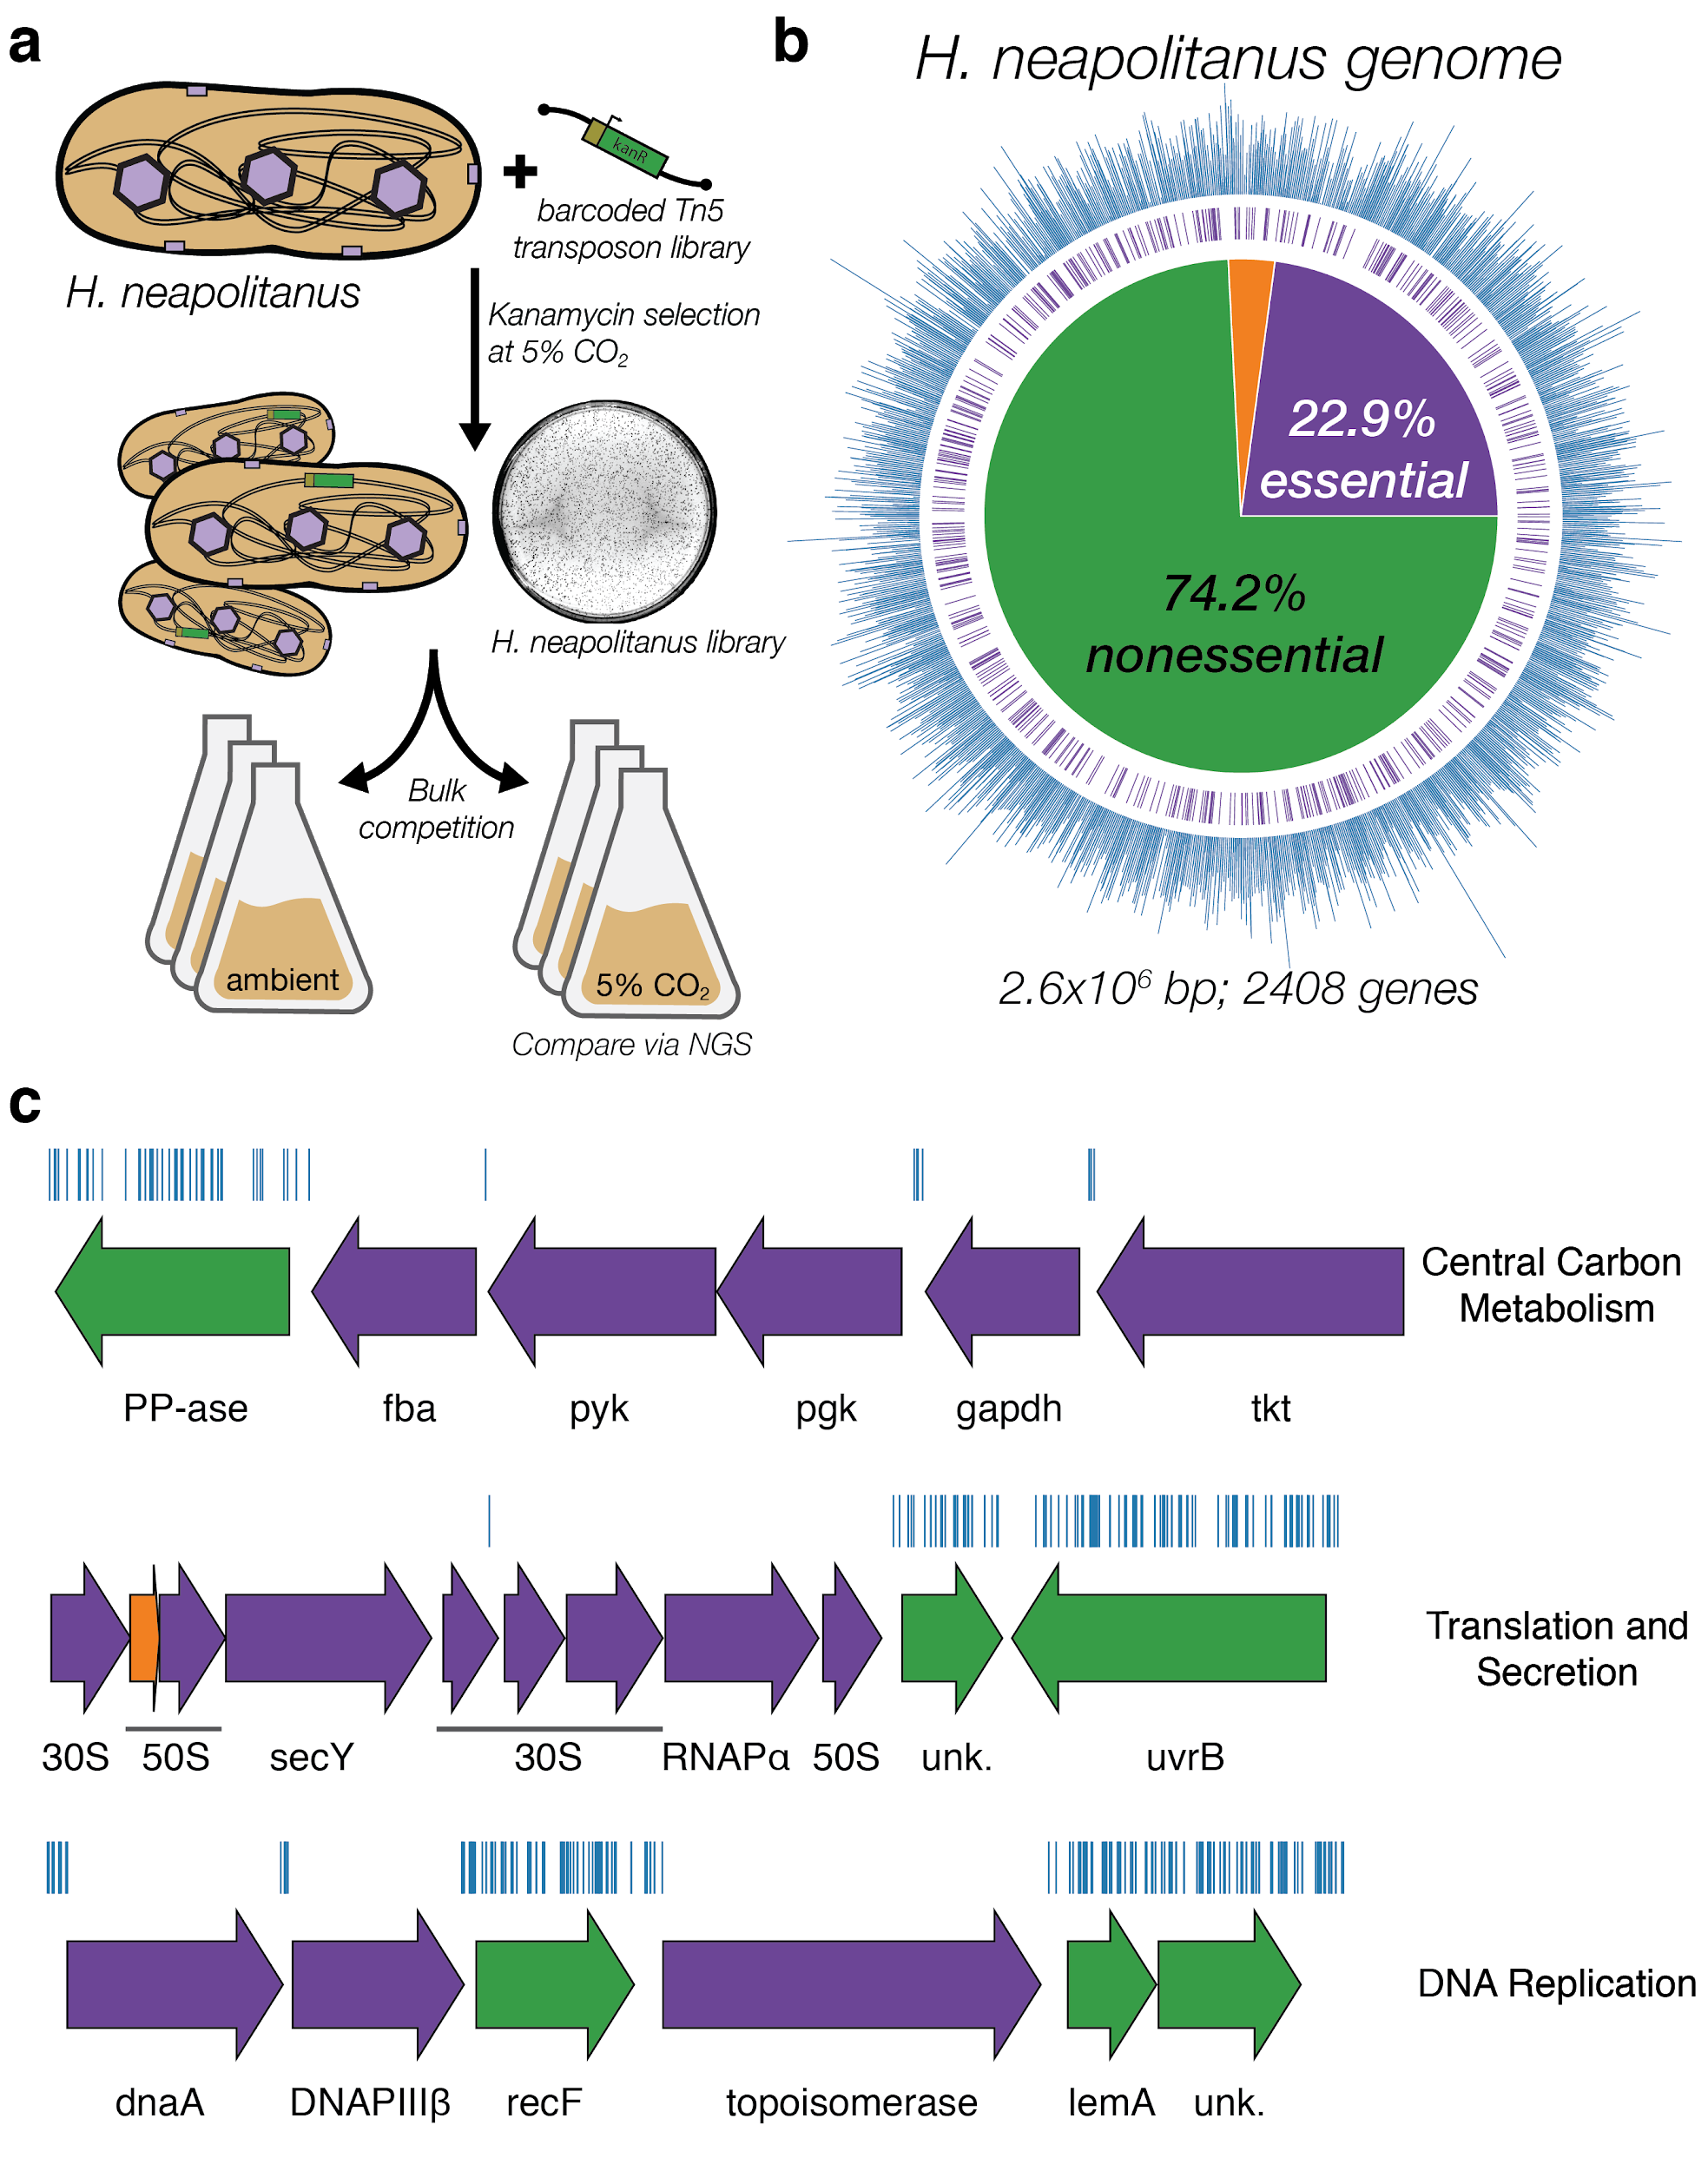 a
kanR
+
barcoded Tn5
transposon library
H. neapolitanus
Kanamycin selection
at 5% CO₂
H. neapolitanus library
Bulk
competition
ambient
5% CO₂
Compare via NGS
b
H. neapolitanus genome
22.9%
essential
74.2%
nonessential
2.6x10⁶ bp; 2408 genes
c
Central Carbon
Metabolism
PP-ase fba pyk pgk gapdh tkt
Translation and
Secretion
30S 50S secY 30S RNAPα 50S unk. uvrB
DNA Replication
dnaA DNAPIIIβ recF topoisomerase lemA unk.